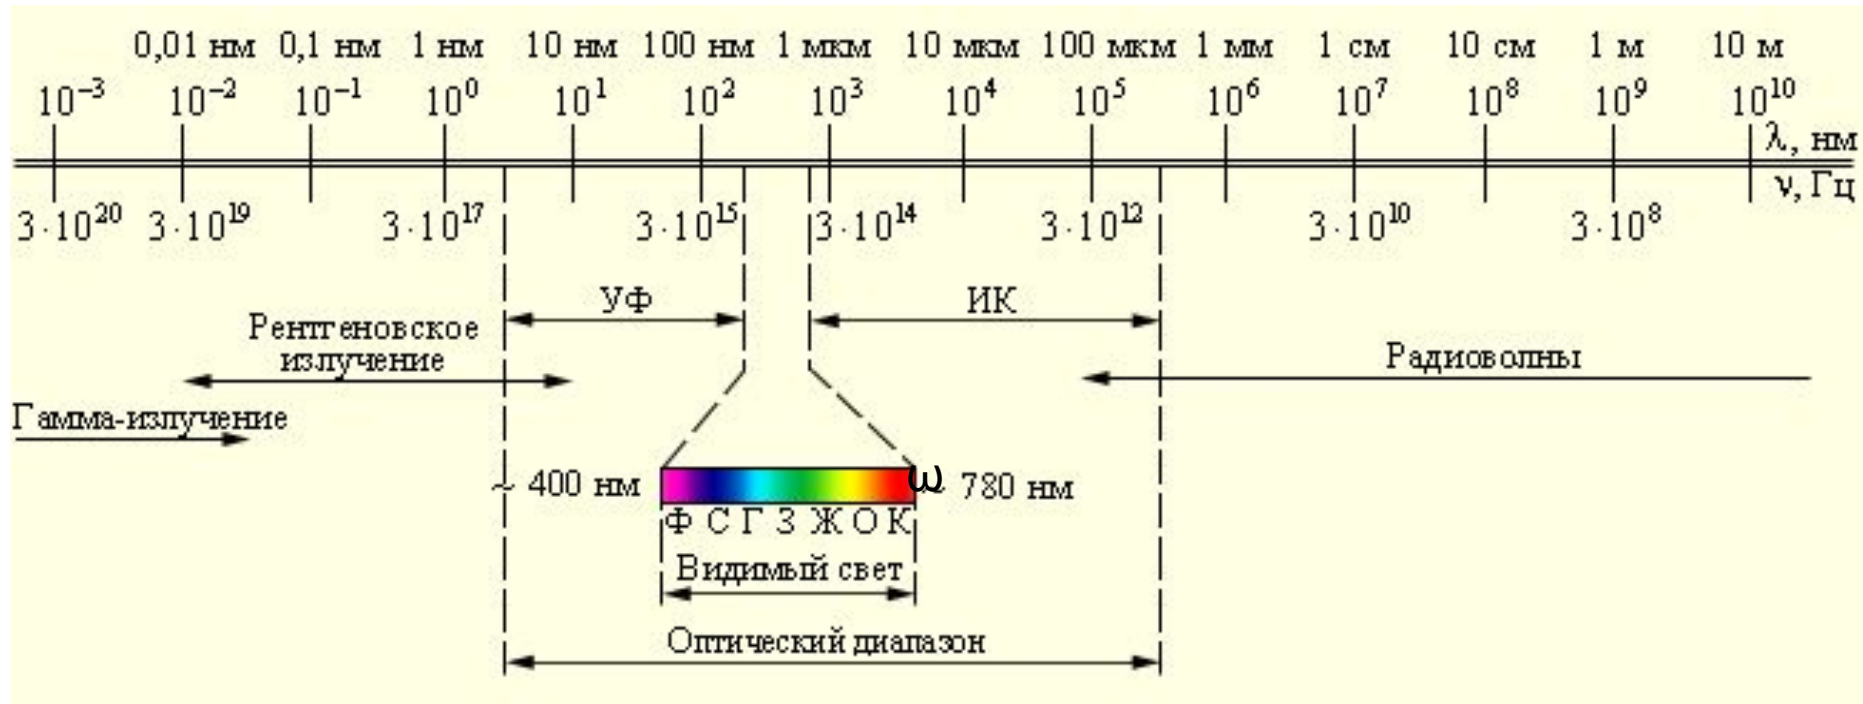 0,01 нм 0,1 нм 1 нм 10 нм 100 нм 1 мкм 10 мкм 100 мкм 1 мм 1 см 10 см 1 м 10 м
10⁻³ 10⁻² 10⁻¹ 10⁰ 10¹ 10² 10³ 10⁴ 10⁵ 10⁶ 10⁷ 10⁸ 10⁹ 10¹⁰
λ, нм
ν, Гц
3·10²⁰ 3·10¹⁹ 3·10¹⁷ 3·10¹⁵ 3·10¹⁴ 3·10¹² 3·10¹⁰ 3·10⁸
УФ ИК
Рентгеновское
излучение
Радиоволны
Гамма-излучение
~ 400 нм ω ~ 780 нм
Ф С Г З Ж О К
Видимый свет
Оптический диапазон